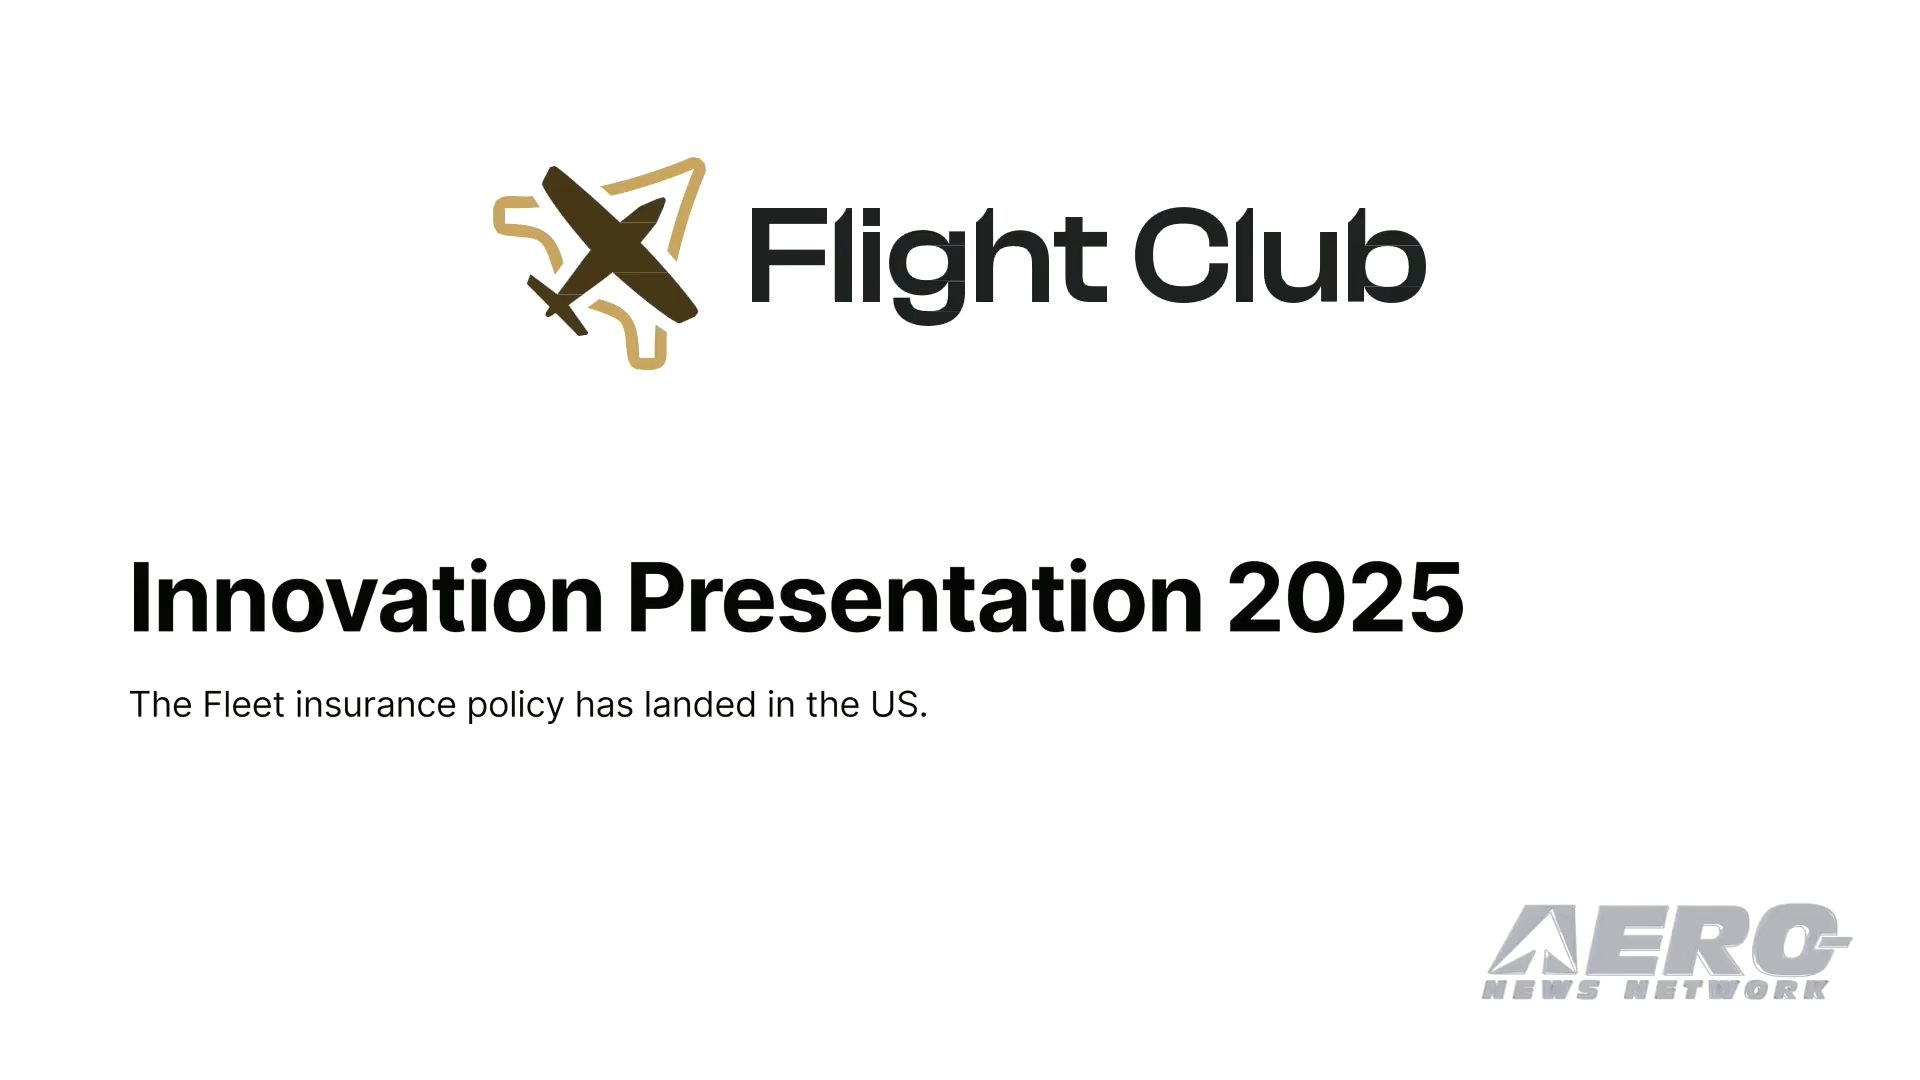 Flight Club
Innovation Presentation 2025
The Fleet insurance policy has landed in the US.
AERO-
NEWS NETWORK